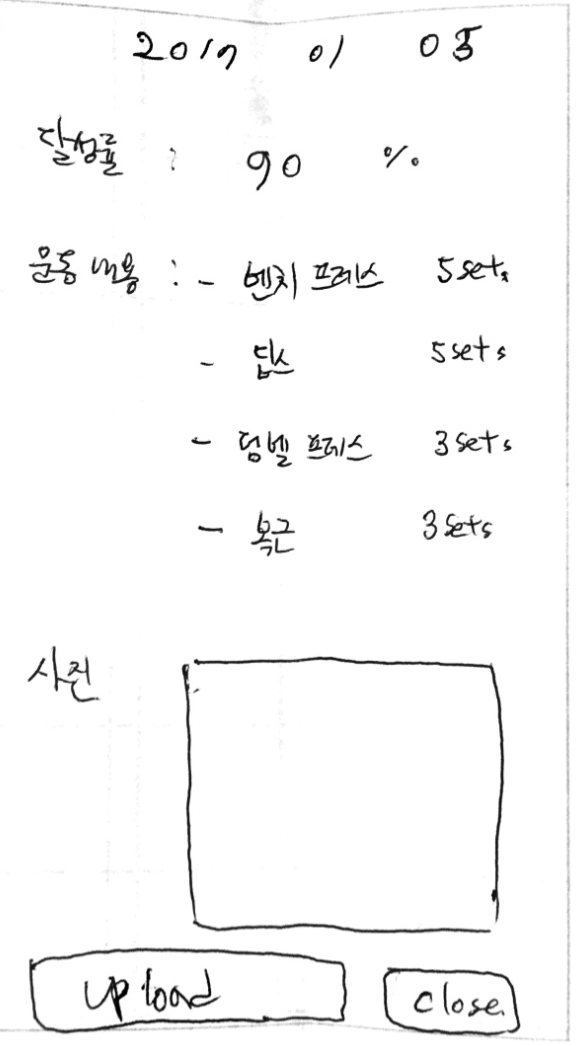 2017 01 05
달성률 : 90 %
운동 내용 : - 벤치 프레스 5sets
- 딥스 5sets
- 덤벨 프레스 3sets
- 복근 3sets
사진
upload close